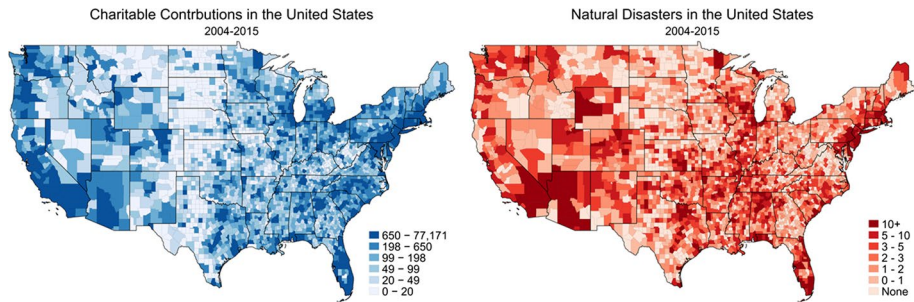 Charitable Contrbutions in the United States
2004-2015
650 − 77,171
198 − 650
99 − 198
49 − 99
20 − 49
0 − 20
Natural Disasters in the United States
2004-2015
10+
5 - 10
3 - 5
2 - 3
1 - 2
0 - 1
None